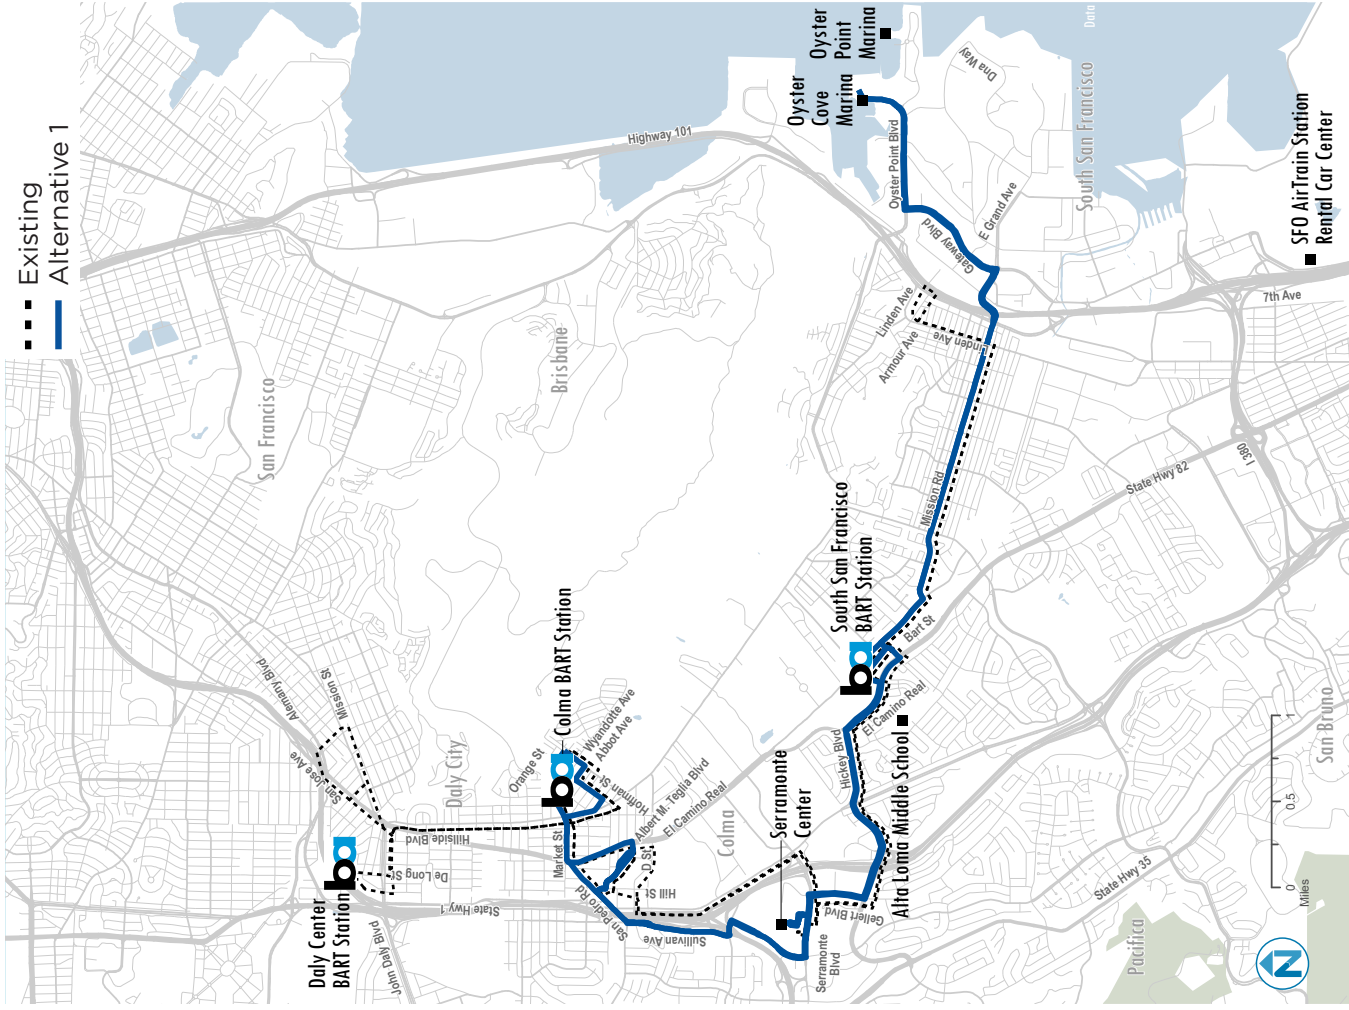 Existing
Alternative 1
Oyster
Point
Marina
Oyster
Cove
Marina
Dna Way
Data
South San Francisco
Highway 101
Oyster Point Blvd
Gateway Blvd
E Grand Ave
SFO AirTrain Station
Rental Car Center
7th Ave
Linden Ave
Armour Ave
Linden Ave
Brisbane
San Francisco
State Hwy 82
I 380
Mission Rd
South San Francisco
BART Station
ba
Bart St
El Camino Real
Hickey Blvd
Alta Loma Middle School
Colma BART Station
ba
Orange St
Wyandotte Ave
Abbot Ave
Hoffman St
Albert M. Teglia Blvd
El Camino Real
Colma
Serramonte
Center
Alemany Blvd
Mission St
San Jose Ave
Daly City
Hillside Blvd
Market St
De Long St
D St
Hill St
San Pedro Rd
State Hwy 1
Sullivan Ave
Daly Center
BART Station
ba
John Daly Blvd
Serramonte
Blvd
Gellert Blvd
State Hwy 35
Pacifica
San Bruno
0
0.5
1
Miles
N